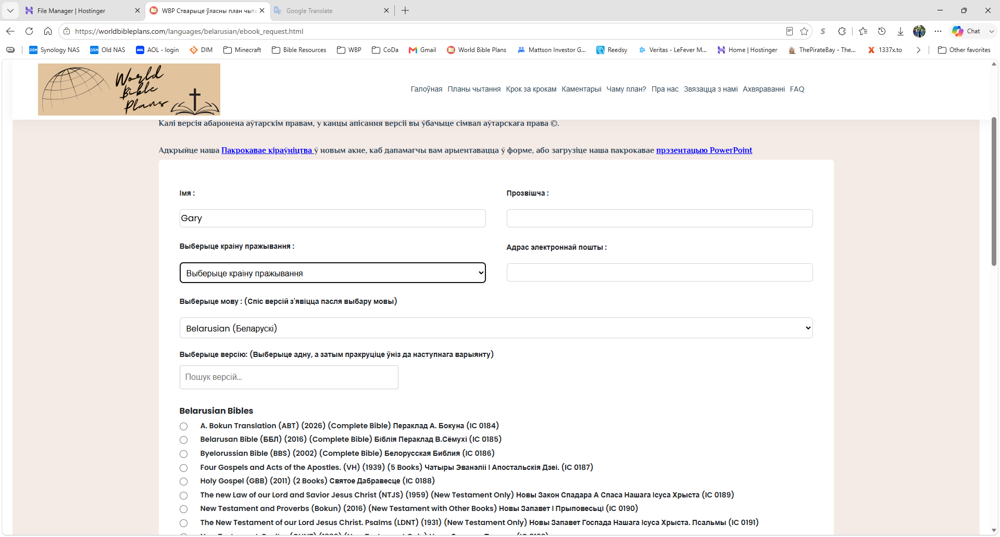 File Manager | Hostinger
WBP Стварыце ўласны план чыта
Google Translate
https://worldbibleplans.com/languages/belarusian/ebook_request.html
Chat
Synology NAS
Old NAS
AOL - login
DIM
Minecraft
Bible Resources
WBP
CoDa
Gmail
World Bible Plans
Mattson Investor G...
Reedsy
Veritas - LeFever M...
Home | Hostinger
ThePirateBay - The...
1337x.to
Other favorites
World
Bible
Plans
Галоўная Планы чытання Крок за крокам Каментарыі Чаму план? Пра нас Звязацца з намі Ахвяраванні FAQ
Калі версія абаронена аўтарскім правам, у канцы апісання версіі вы ўбачыце сімвал аўтарскага права ©.
Адкрыйце наша Пакрокавае кіраўніцтва ў новым акне, каб дапамагчы вам арыентавацца ў форме, або загрузіце наша пакрокавае прэзентацыю PowerPoint
Імя :
Прозвішча :
Gary
Выберыце краіну пражывання :
Адрас электроннай пошты :
Выберыце краіну пражывання
Выберыце мову : (Спіс версій з'явіцца пасля выбару мовы)
Belarusian (Беларускі)
Выберыце версію: (Выберыце адну, а затым пракруціце ўніз да наступнага варыянту)
Пошук версій...
Belarusian Bibles
A. Bokun Translation (ABT) (2026) (Complete Bible) Пераклад А. Бокуна (IC 0184)
Belarusan Bible (ББЛ) (2016) (Complete Bible) Біблія Пераклад В.Сёмухі (IC 0185)
Byelorussian Bible (BBS) (2002) (Complete Bible) Белорусская Библия (IC 0186)
Four Gospels and Acts of the Apostles. (VH) (1939) (5 Books) Чатыры Эванэліі І Апостальскія Дзеі. (IC 0187)
Holy Gospel (GBB) (2011) (2 Books) Святое Дабравесце (IC 0188)
The new Law of our Lord and Savior Jesus Christ (NTJS) (1959) (New Testament Only) Новы Закон Спадара А Спаса Нашага Ісуса Хрыста (IC 0189)
New Testament and Proverbs (Bokun) (2016) (New Testament with Other Books) Новы Запавет І Прыповесьці (IC 0190)
The New Testament of our Lord Jesus Christ. Psalms (LDNT) (1931) (New Testament Only) Новы Запавет Госпада Нашага Ісуса Хрыста. Псальмы (IC 0191)